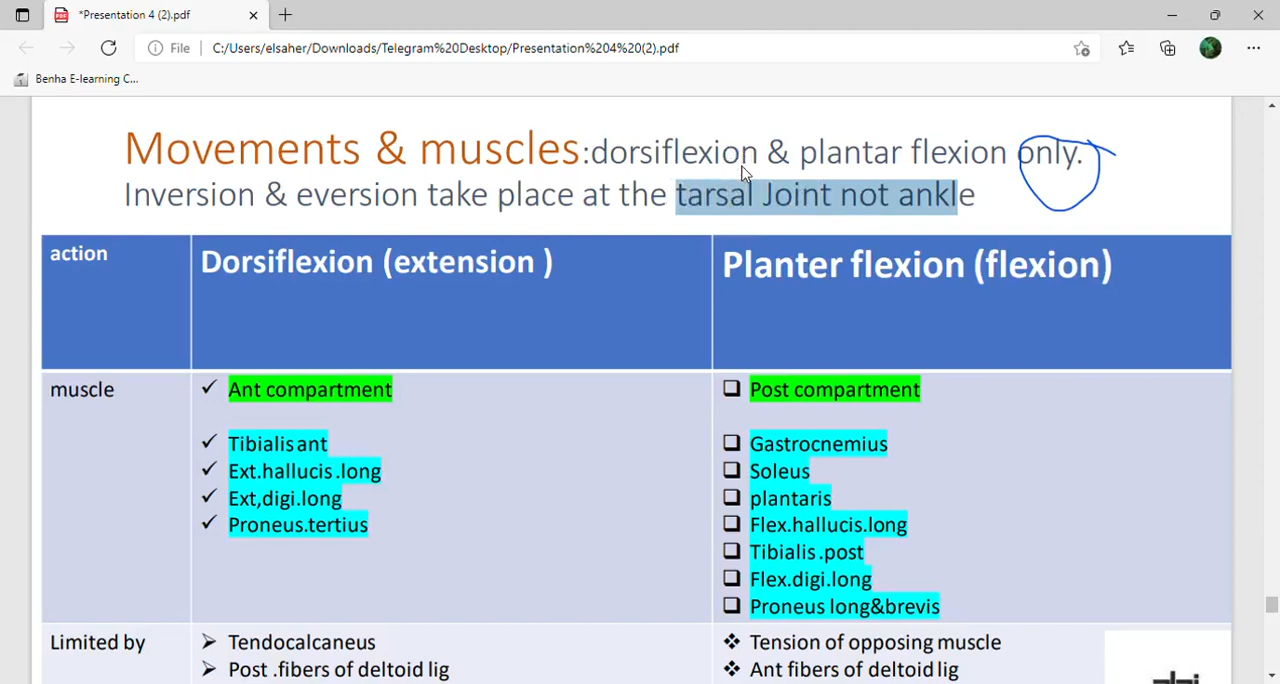 *Presentation 4 (2).pdf
File C:/Users/elsaher/Downloads/Telegram%20Desktop/Presentation%204%20(2).pdf
Benha E-learning C...
Movements & muscles:dorsiflexion & plantar flexion only.
Inversion & eversion take place at the tarsal Joint not ankle
action Dorsiflexion (extension ) Planter flexion (flexion)
muscle Ant compartment Post compartment
Tibialis ant Gastrocnemius
Ext.hallucis .long Soleus
Ext,digi.long plantaris
Proneus.tertius Flex.hallucis.long
Tibialis .post
Flex.digi.long
Proneus long&brevis
Limited by Tendocalcaneus Tension of opposing muscle
Post .fibers of deltoid lig Ant fibers of deltoid lig